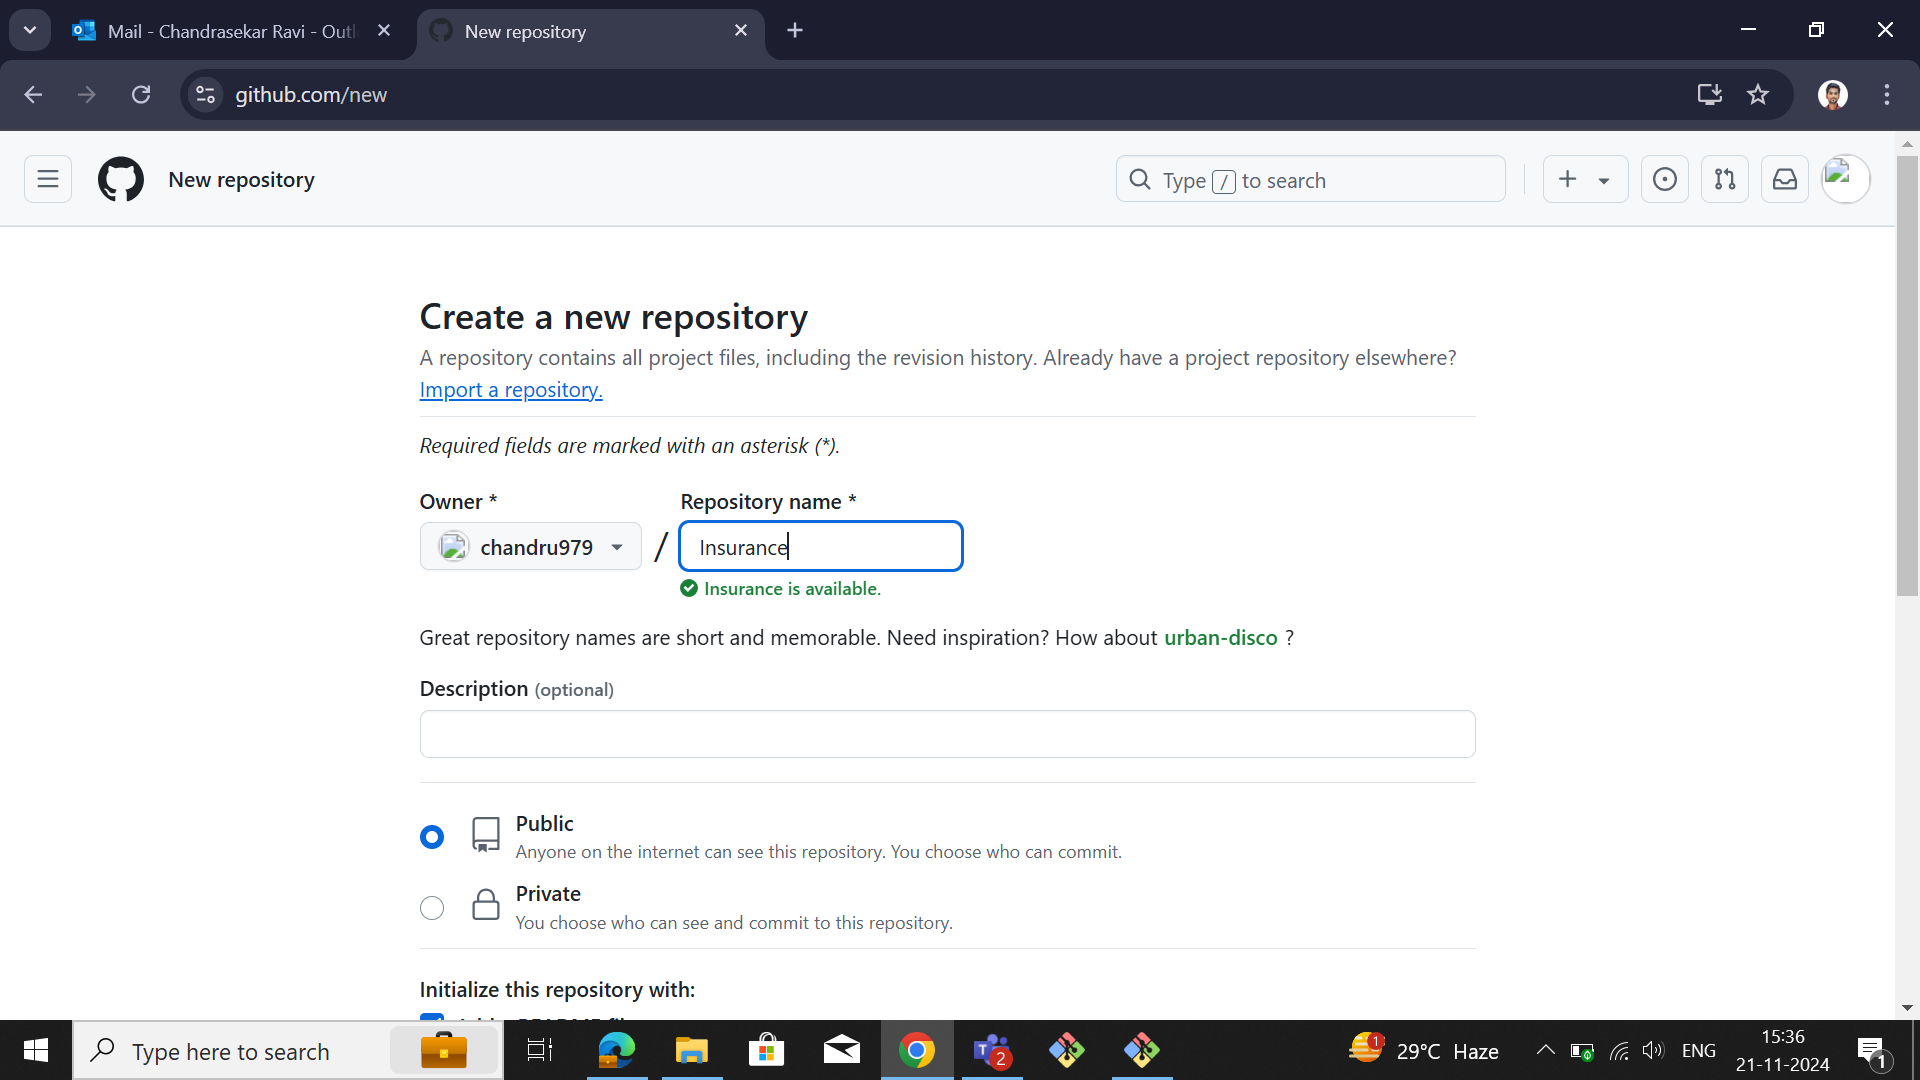 Mail - Chandrasekar Ravi - Outl
New repository
github.com/new
New repository
Type / to search
Create a new repository
A repository contains all project files, including the revision history. Already have a project repository elsewhere?
Import a repository.
Required fields are marked with an asterisk (*).
Owner *
Repository name *
chandru979
/
Insurance
Insurance is available.
Great repository names are short and memorable. Need inspiration? How about urban-disco ?
Description (optional)
Public
Anyone on the internet can see this repository. You choose who can commit.
Private
You choose who can see and commit to this repository.
Initialize this repository with:
Type here to search
2
1
29°C Haze
ENG
15:36
21-11-2024
1